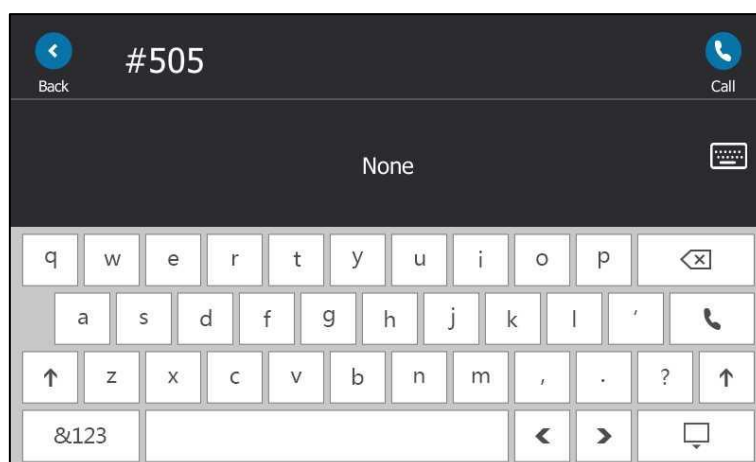 #505
Back
Call
None
q w e r t y u i o p
a s d f g h j k l '
z x c v b n m , . ?
&123